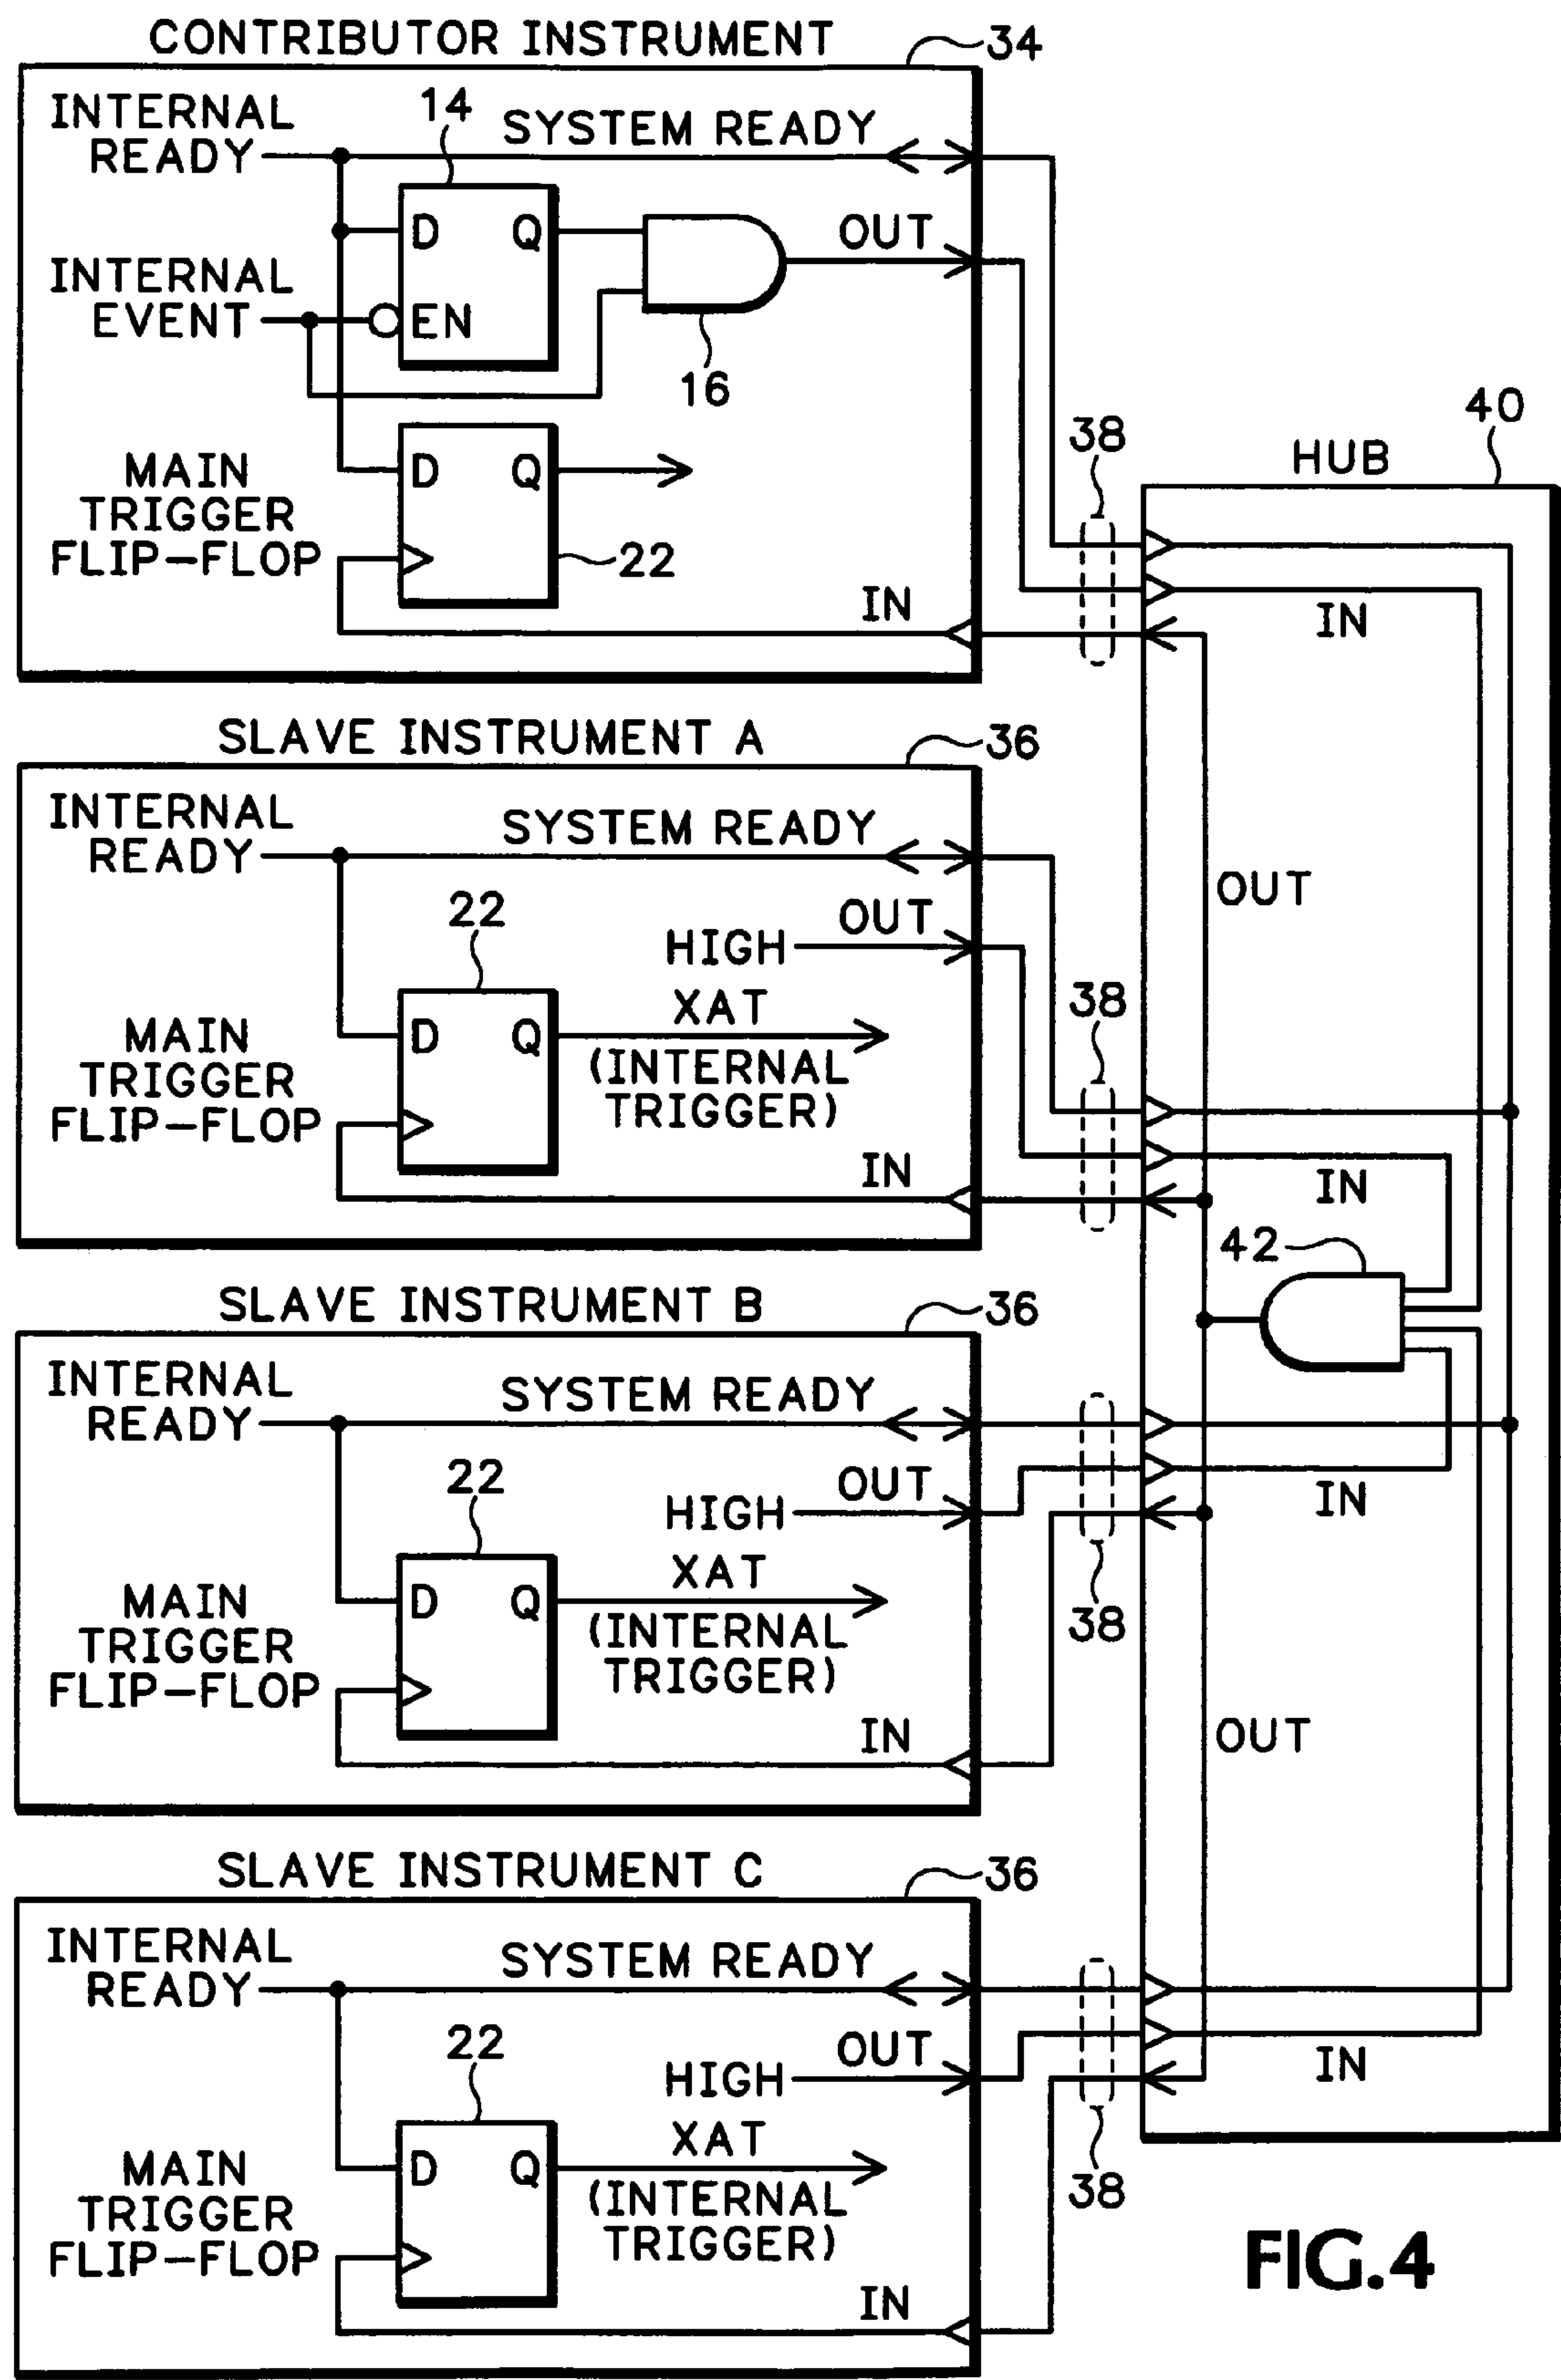 CONTRIBUTOR INSTRUMENT
34
INTERNAL
READY
14
SYSTEM READY
D
Q
OUT
INTERNAL
EVENT
EN
16
MAIN
TRIGGER
FLIP-FLOP
D
Q
22
IN
38
HUB
40
IN
SLAVE INSTRUMENT A
36
INTERNAL
READY
SYSTEM READY
22
OUT
HIGH
XAT
(INTERNAL
TRIGGER)
MAIN
TRIGGER
FLIP-FLOP
D
Q
IN
38
OUT
IN
42
SLAVE INSTRUMENT B
36
INTERNAL
READY
SYSTEM READY
22
OUT
HIGH
XAT
(INTERNAL
TRIGGER)
MAIN
TRIGGER
FLIP-FLOP
D
Q
IN
38
IN
OUT
SLAVE INSTRUMENT C
36
INTERNAL
READY
SYSTEM READY
22
OUT
HIGH
XAT
(INTERNAL
TRIGGER)
MAIN
TRIGGER
FLIP-FLOP
D
Q
IN
38
IN
FIG.4